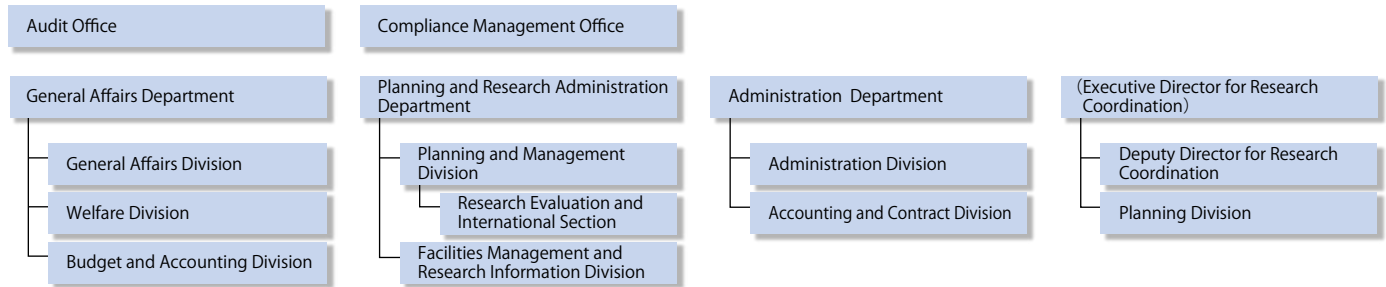 Audit Office
Compliance Management Office
General Affairs Department
General Affairs Division
Welfare Division
Budget and Accounting Division
Planning and Research Administration
Department
Planning and Management
Division
Research Evaluation and
International Section
Facilities Management and
Research Information Division
Administration Department
Administration Division
Accounting and Contract Division
（Executive Director for Research
Coordination）
Deputy Director for Research
Coordination
Planning Division